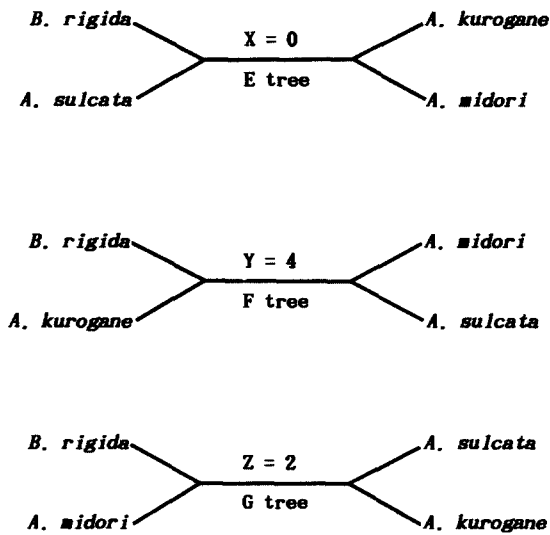 B. rigida
A. kurogane
X = 0
E tree
A. sulcata
A. midori
B. rigida
A. midori
Y = 4
F tree
A. kurogane
A. sulcata
B. rigida
A. sulcata
Z = 2
G tree
A. midori
A. kurogane